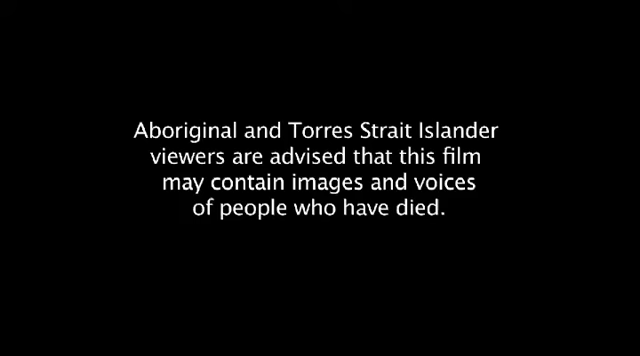 Aboriginal and Torres Strait Islander
viewers are advised that this film
may contain images and voices
of people who have died.